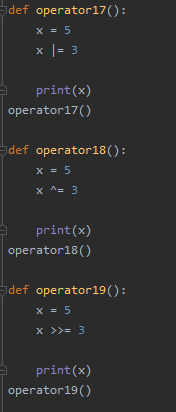 def operator17():
    x = 5
    x |= 3

    print(x)
operator17()

def operator18():
    x = 5
    x ^= 3

    print(x)
operator18()

def operator19():
    x = 5
    x >>= 3

    print(x)
operator19()